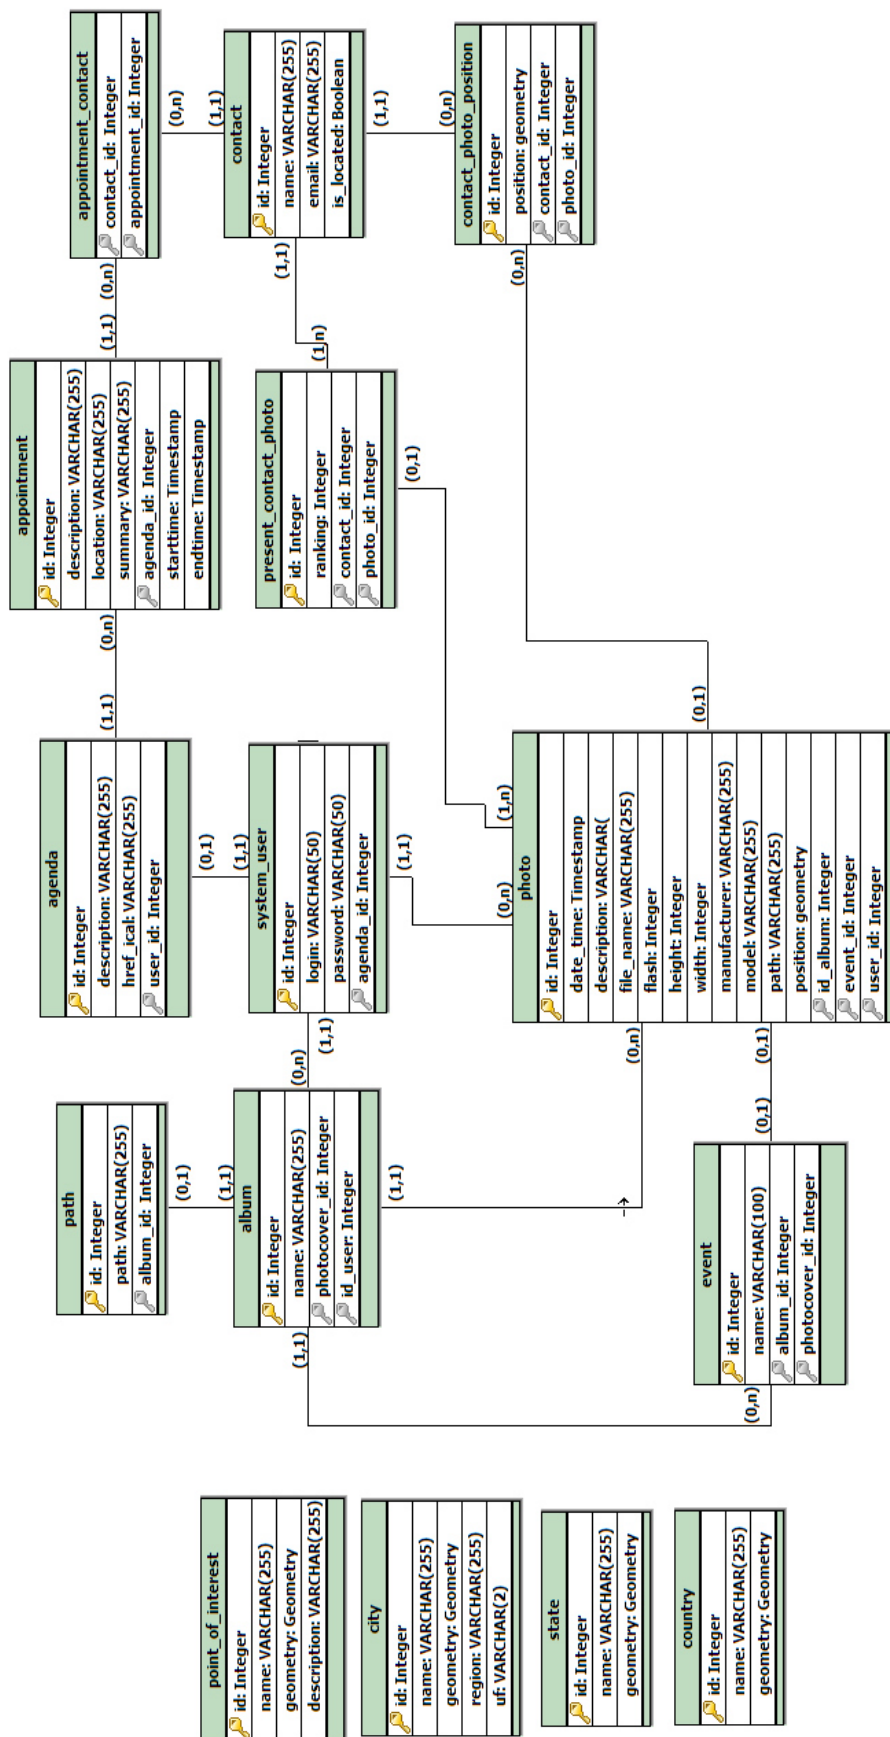 point_of_interest
id: Integer
name: VARCHAR(255)
geometry: Geometry
description: VARCHAR(255)
city
id: Integer
name: VARCHAR(255)
geometry: Geometry
region: VARCHAR(255)
uf: VARCHAR(2)
state
id: Integer
name: VARCHAR(255)
geometry: Geometry
country
id: Integer
name: VARCHAR(255)
geometry: Geometry
path
id: Integer
path: VARCHAR(255)
album_id: Integer
(0,1)
(1,1)
album
id: Integer
name: VARCHAR(255)
photocover_id: Integer
id_user: Integer
(1,1)
(1,1)
(0,n)
(1,1)
event
id: Integer
name: VARCHAR(100)
album_id: Integer
photocover_id: Integer
(0,n)
(0,1)
(0,1)
(0,n)
agenda
id: Integer
description: VARCHAR(255)
href_ical: VARCHAR(255)
user_id: Integer
(0,1)
(1,1)
(1,1)
system_user
id: Integer
login: VARCHAR(50)
password: VARCHAR(50)
agenda_id: Integer
(1,1)
(0,n)
photo
id: Integer
date_time: Timestamp
description: VARCHAR(
file_name: VARCHAR(255)
flash: Integer
height: Integer
width: Integer
manufacturer: VARCHAR(255)
model: VARCHAR(255)
path: VARCHAR(255)
position: geometry
id_album: Integer
event_id: Integer
user_id: Integer
(1,n)
(0,1)
appointment
id: Integer
description: VARCHAR(255)
location: VARCHAR(255)
summary: VARCHAR(255)
agenda_id: Integer
starttime: Timestamp
endtime: Timestamp
(0,n)
(1,1)
present_contact_photo
id: Integer
ranking: Integer
contact_id: Integer
photo_id: Integer
(1,n)
(0,1)
appointment_contact
contact_id: Integer
appointment_id: Integer
(0,n)
(0,n)
(1,1)
contact
id: Integer
name: VARCHAR(255)
email: VARCHAR(255)
is_located: Boolean
(1,1)
(1,1)
(0,n)
contact_photo_position
id: Integer
position: geometry
contact_id: Integer
photo_id: Integer
(0,n)